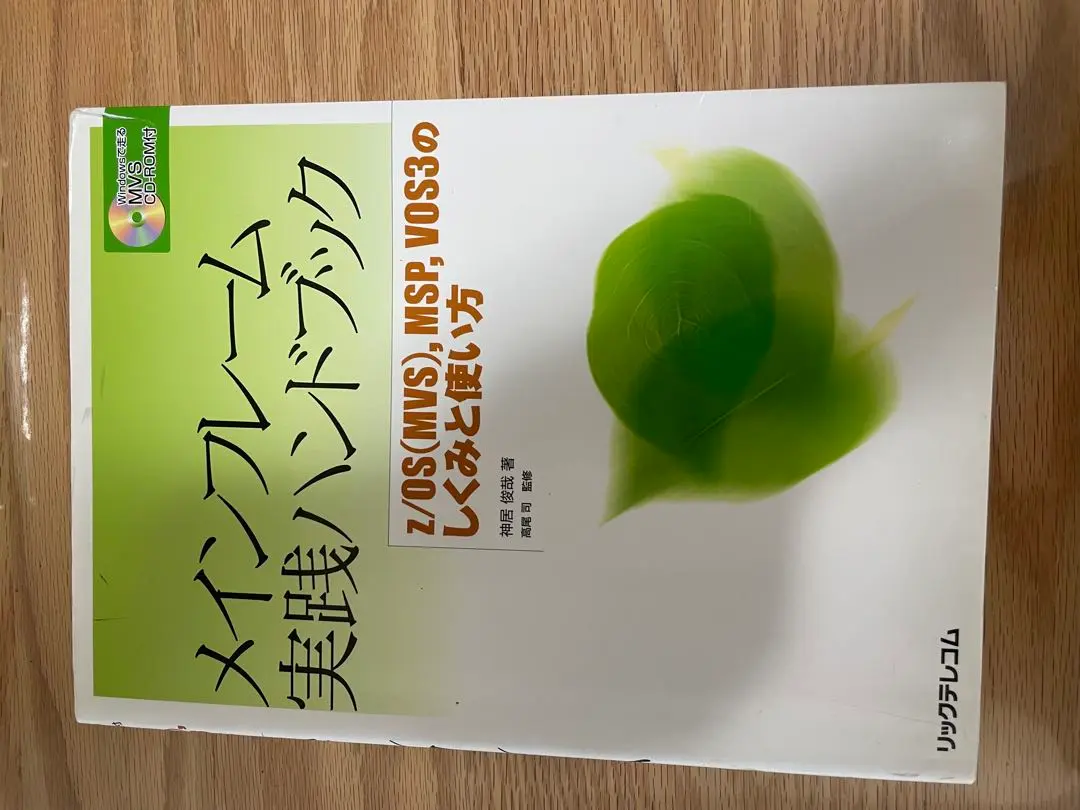 Windowsで走る
MVS
CD-ROM付
メインフレーム
実践ハンドブック
z/OS(MVS), MSP, VOS3の
しくみと使い方
神居 俊哉 著
高尾 司 監修
リックテレコム